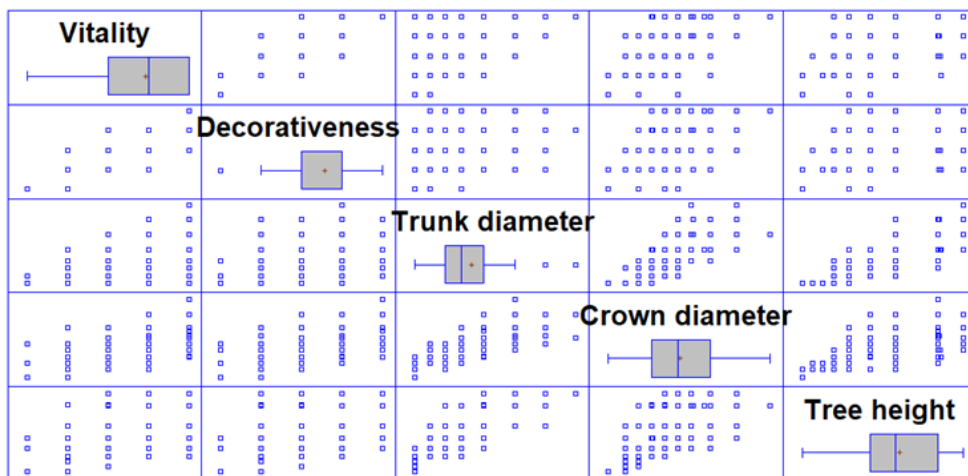 Vitality
Decorativeness
Trunk diameter
Crown diameter
Tree height